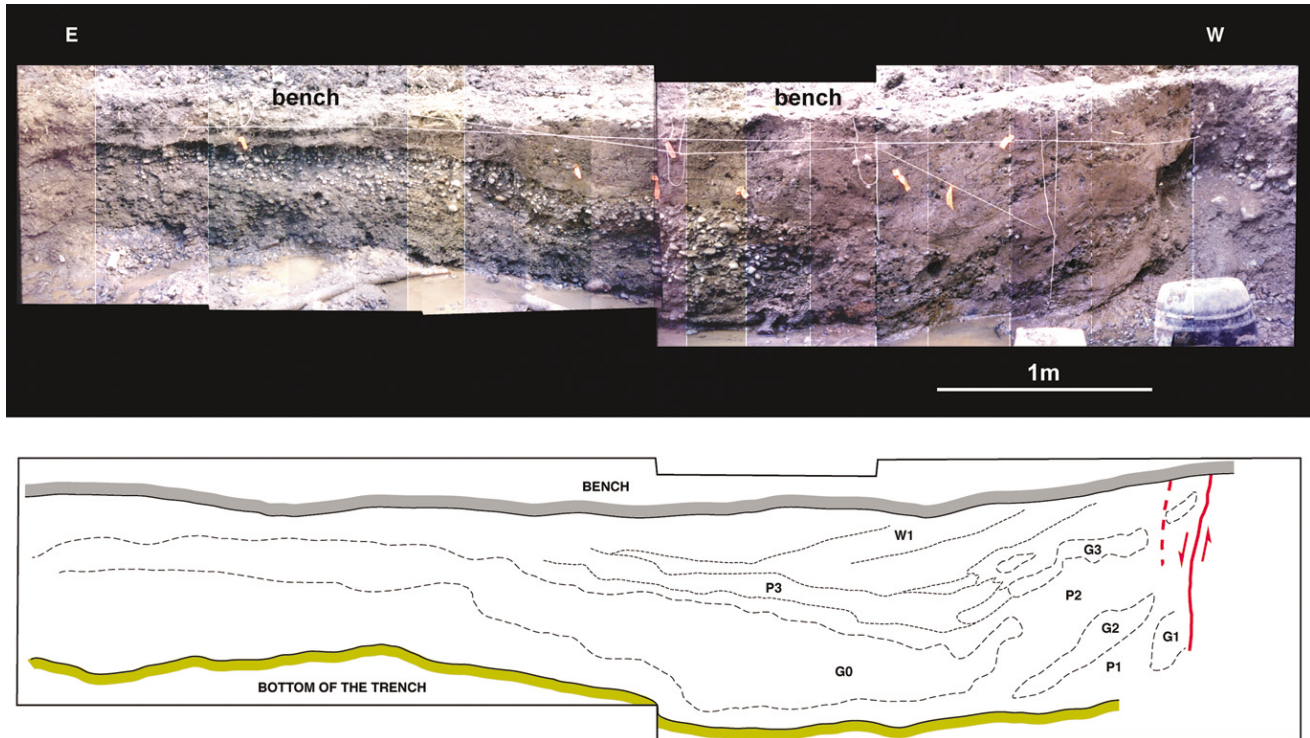 E W
bench bench
1m
BENCH
W1
G3
P3
P2
G2
G1
P1
G0
BOTTOM OF THE TRENCH